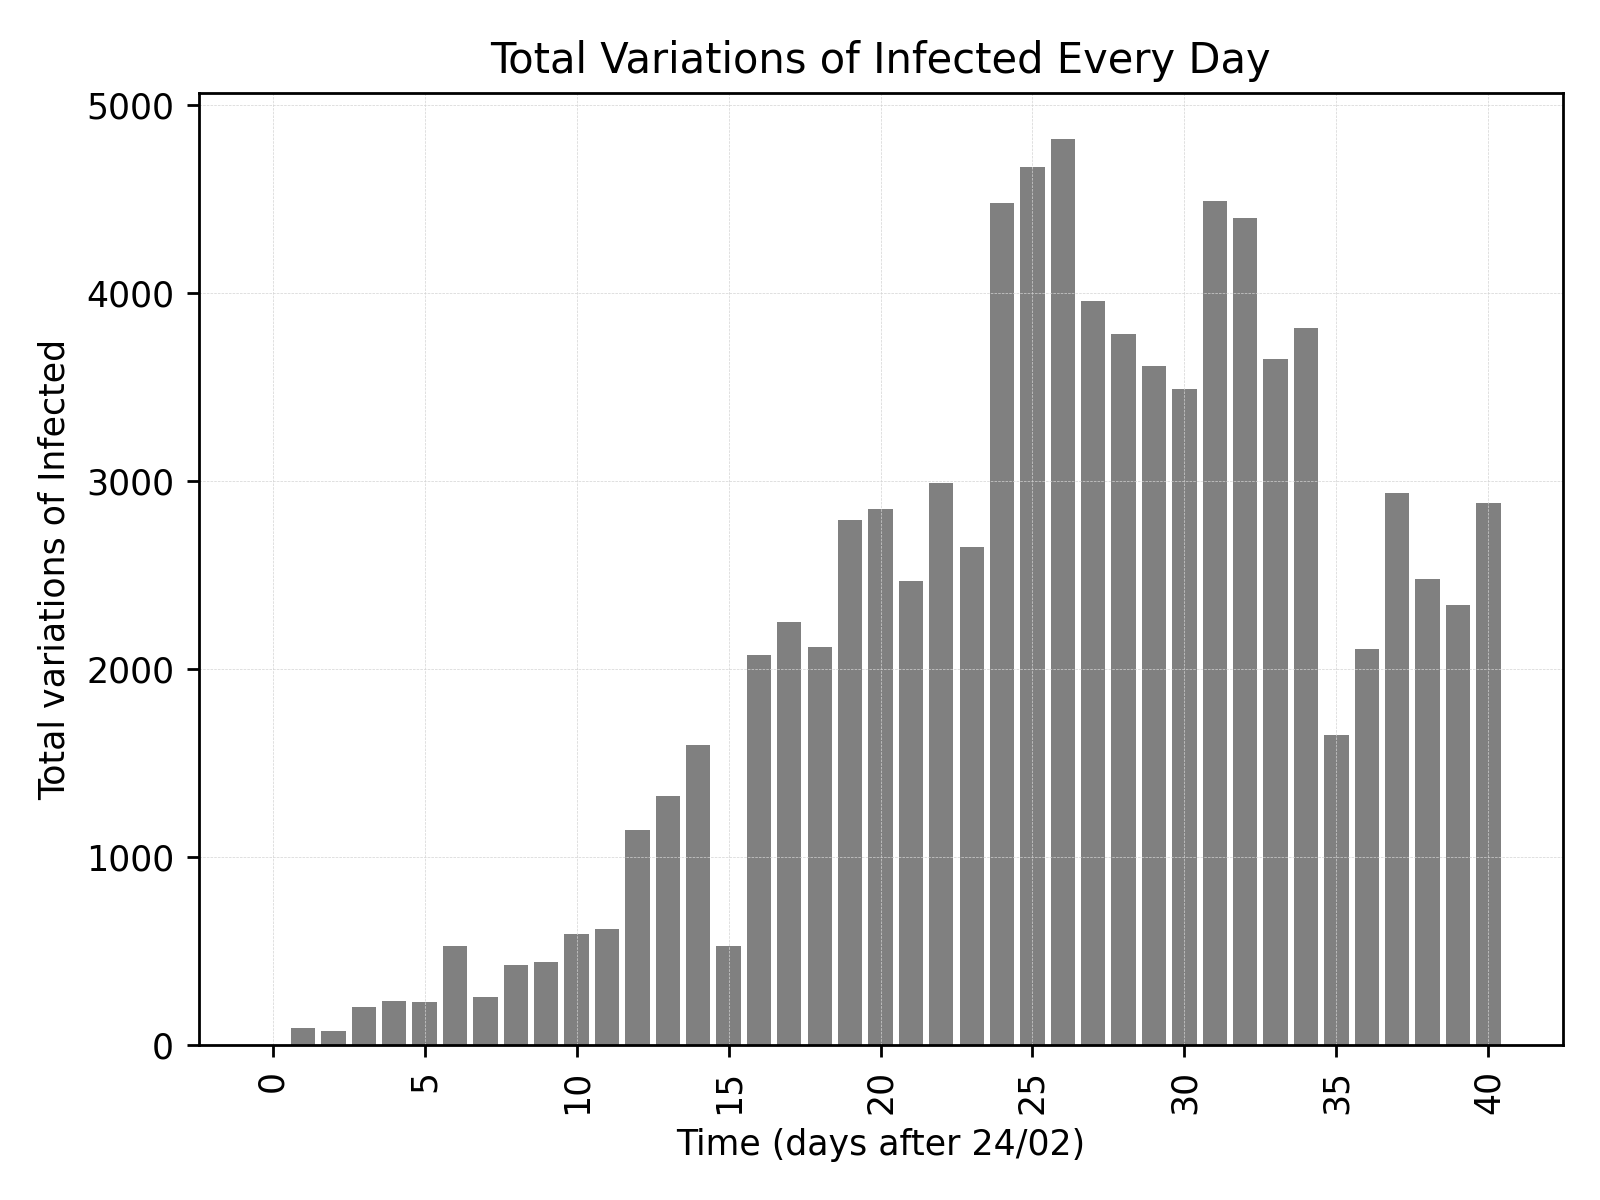 Total Variations of Infected Every Day
Total variations of Infected
5000
4000
3000
2000
1000
0
0 5 10 15 20 25 30 35 40
Time (days after 24/02)